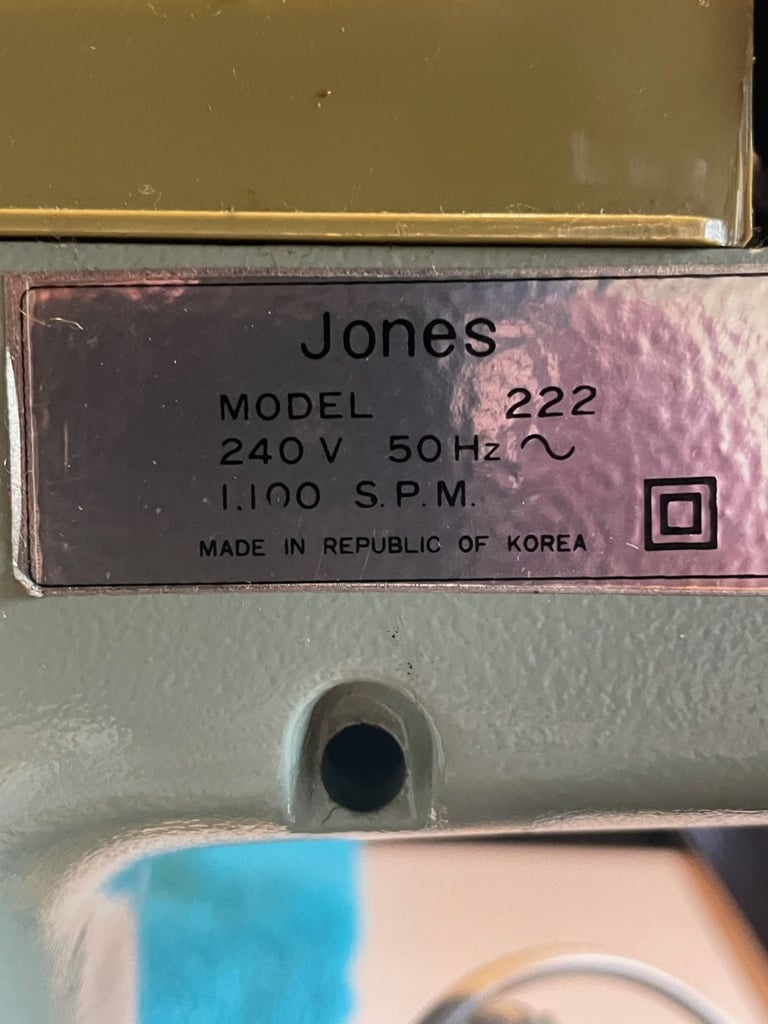 Jones
MODEL 222
240 V 50 Hz ~
1.100 S.P.M.
MADE IN REPUBLIC OF KOREA